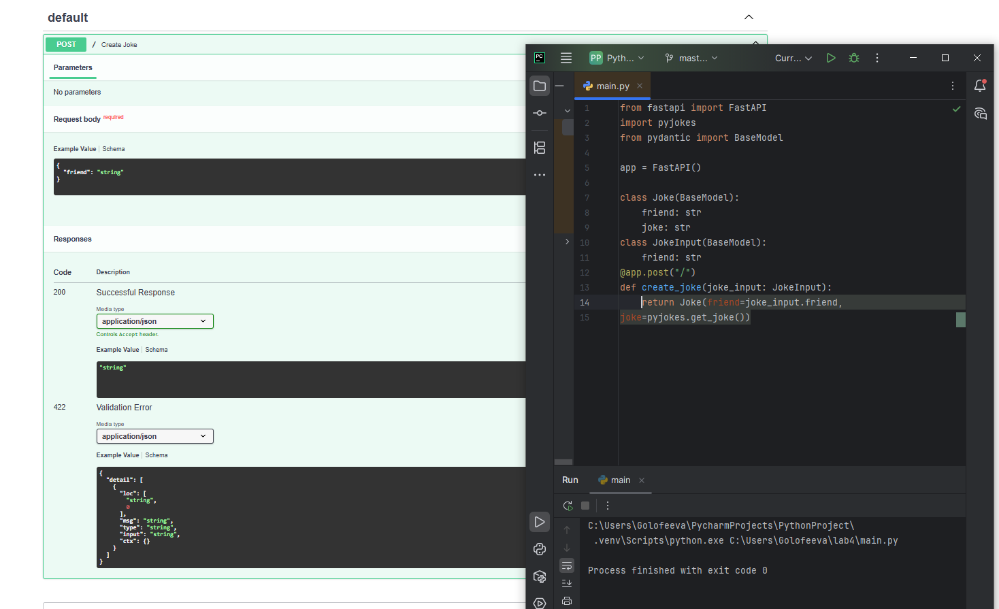 default
POST / Create Joke
Parameters
No parameters
Request body required
Example Value | Schema
{
"friend": "string"
}
Responses
Code Description
200 Successful Response
Media type
application/json
Controls Accept header.
Example Value | Schema
"string"
422 Validation Error
Media type
application/json
Example Value | Schema
{
"detail": [
{
"loc": [
"string",
0
],
"msg": "string",
"type": "string",
"input": "string",
"ctx": {}
}
]
}
PC PP Pyth... mast... Curr...
main.py
1 from fastapi import FastAPI
2 import pyjokes
3 from pydantic import BaseModel
4
5 app = FastAPI()
6
7 class Joke(BaseModel):
8 friend: str
9 joke: str
10 class JokeInput(BaseModel):
11 friend: str
12 @app.post("/")
13 def create_joke(joke_input: JokeInput):
14 return Joke(friend=joke_input.friend,
15 joke=pyjokes.get_joke())
Run main
C:\Users\Golofeeva\PycharmProjects\PythonProject\
.venv\Scripts\python.exe C:\Users\Golofeeva\lab4\main.py
Process finished with exit code 0